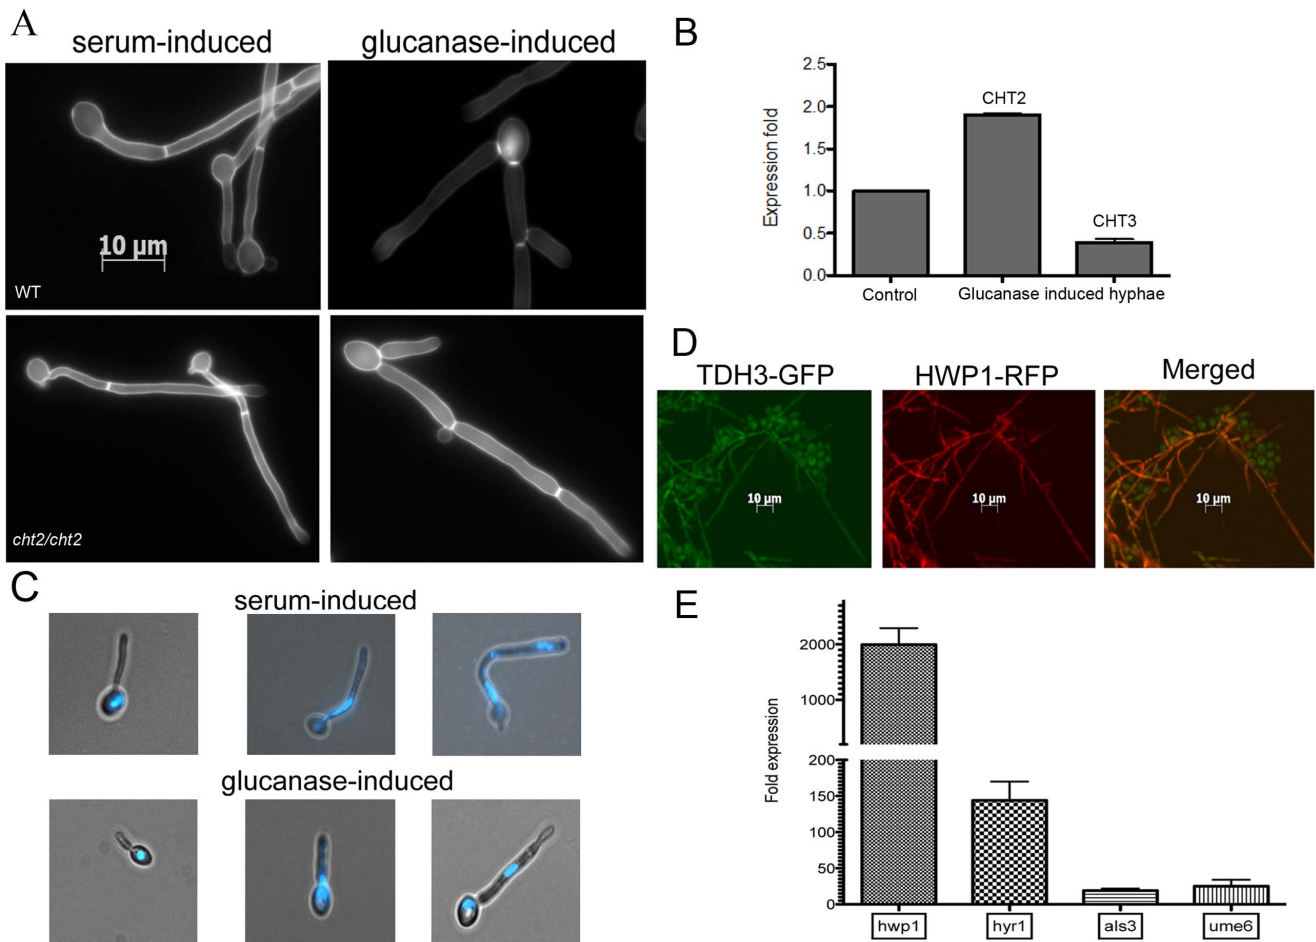 A
serum-induced
glucanase-induced
10 µm
WT
cht2/cht2
B
Expression fold
2.5
2.0
1.5
1.0
0.5
0.0
CHT2
CHT3
Control
Glucanase induced hyphae
C
serum-induced
glucanase-induced
D
TDH3-GFP
HWP1-RFP
Merged
10 µm
10 µm
10 µm
E
Fold expression
2000
1000
200
150
100
50
0
hwp1
hyr1
als3
ume6